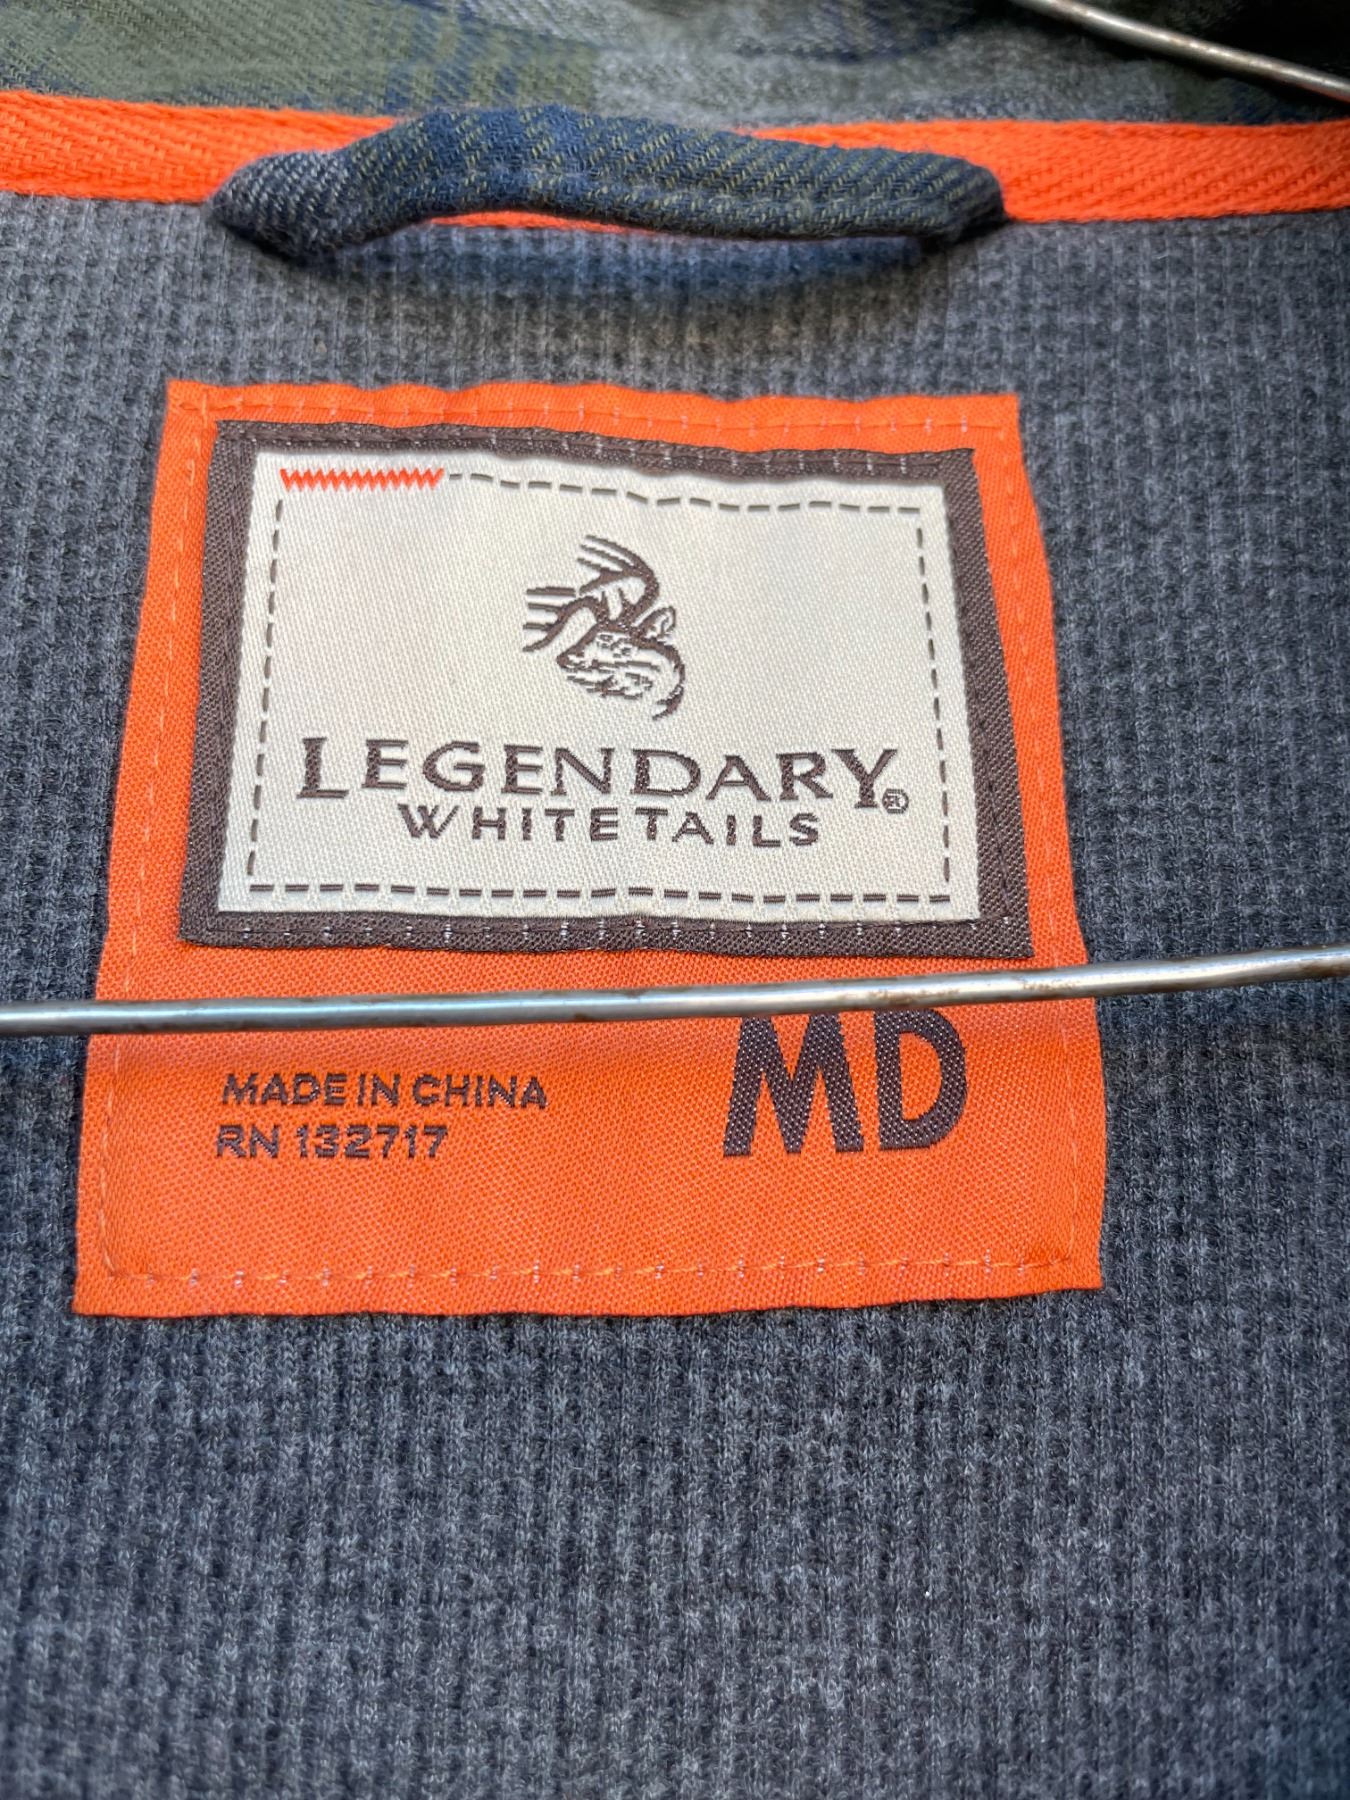 LEGENDARY®
WHITETAILS
MADE IN CHINA
RN 132717
MD